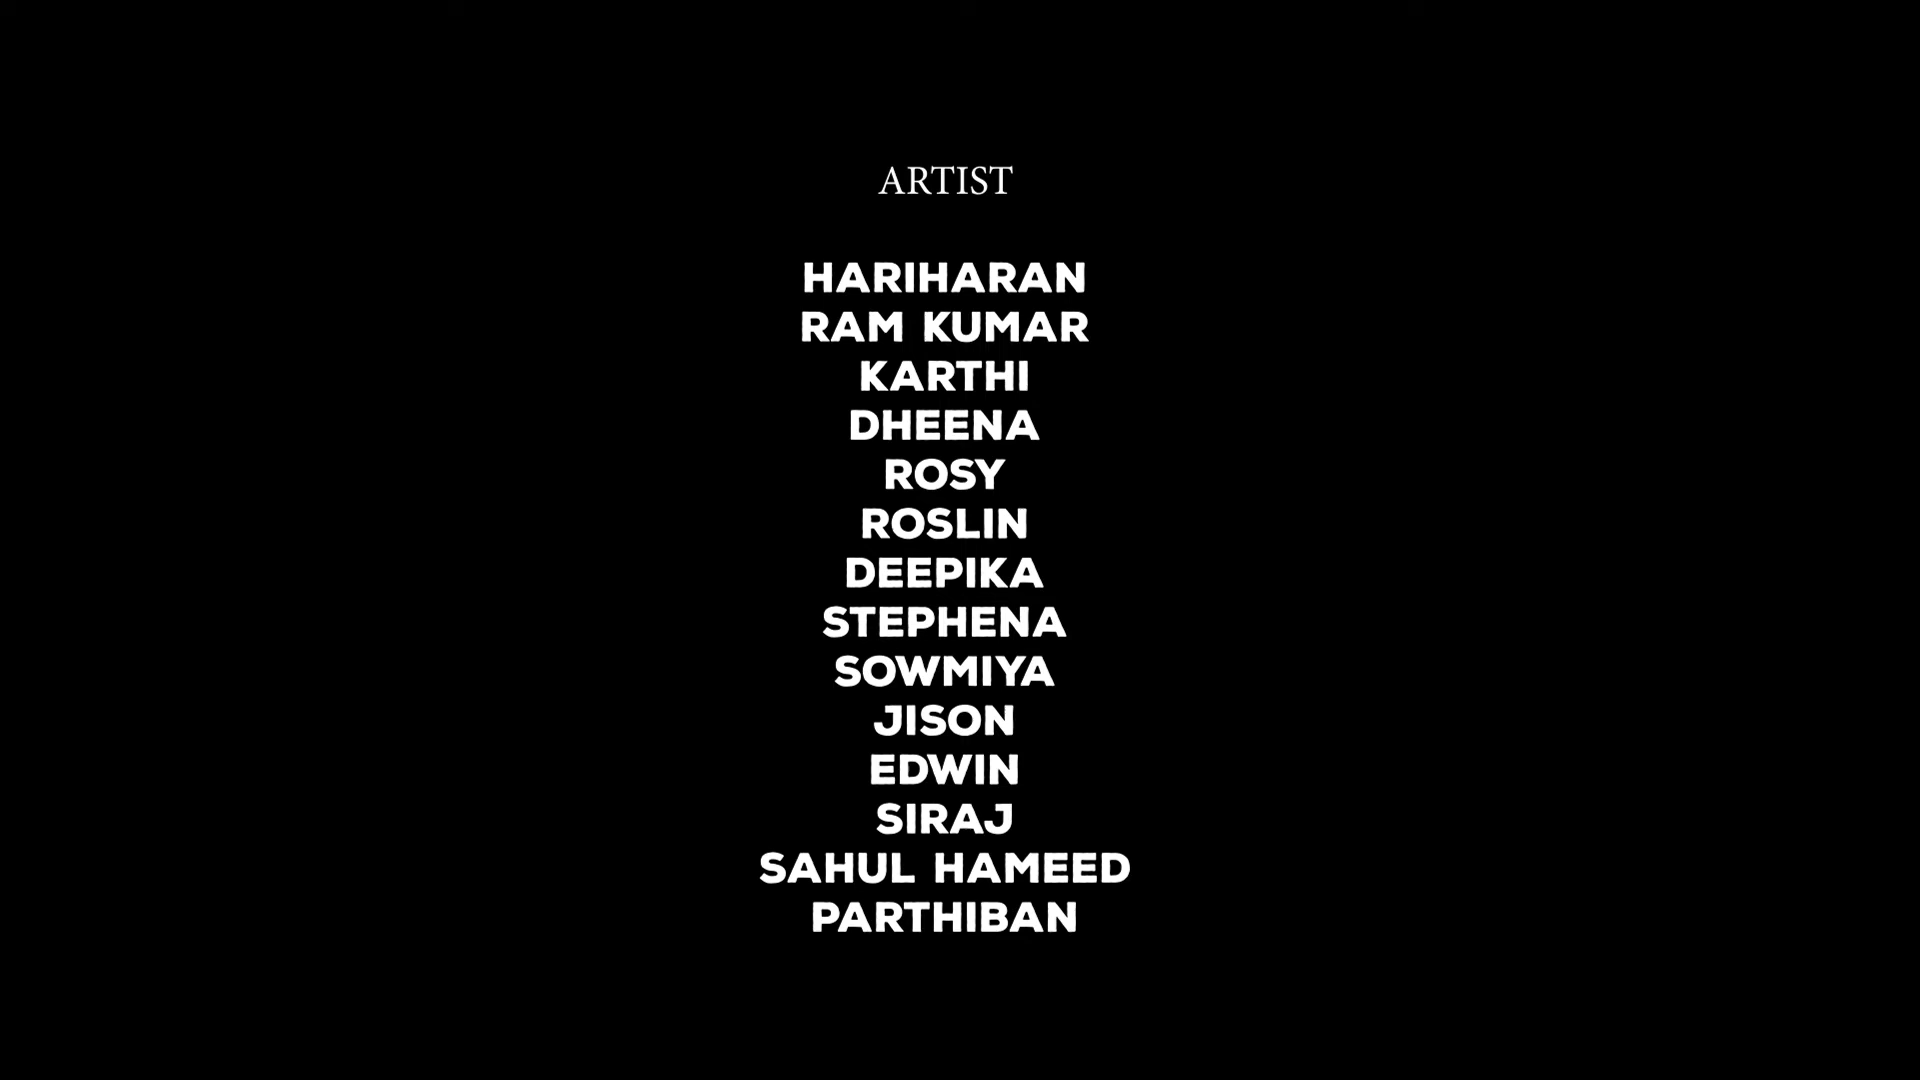 ARTIST
HARIHARAN
RAM KUMAR
KARTHI
DHEENA
ROSY
ROSLIN
DEEPIKA
STEPHENA
SOWMIYA
JISON
EDWIN
SIRAJ
SAHUL HAMEED
PARTHIBAN